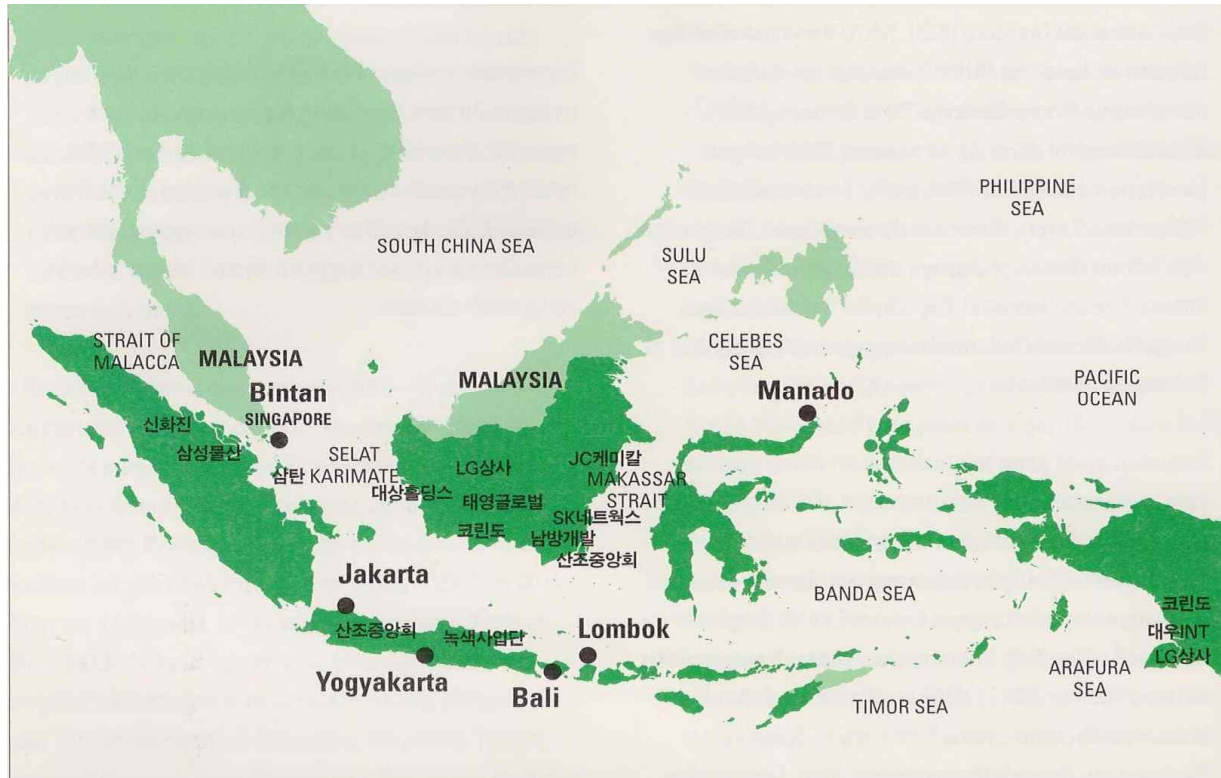 PHILIPPINE
SEA
SOUTH CHINA SEA
SULU
SEA
STRAIT OF
MALACCA
MALAYSIA
CELEBES
SEA
MALAYSIA
Bintan
SINGAPORE
Manado
PACIFIC
OCEAN
신화진
삼성물산
삼탄
SELAT
KARIMATE
대상홀딩스
LG상사
태영글로벌
코린도
JC케미칼
MAKASSAR
STRAIT
SK네트웍스
남방개발
산조중앙회
Jakarta
산조중앙회
녹색사업단
Yogyakarta
Lombok
Bali
BANDA SEA
코린도
대우INT
LG상사
ARAFURA
SEA
TIMOR SEA